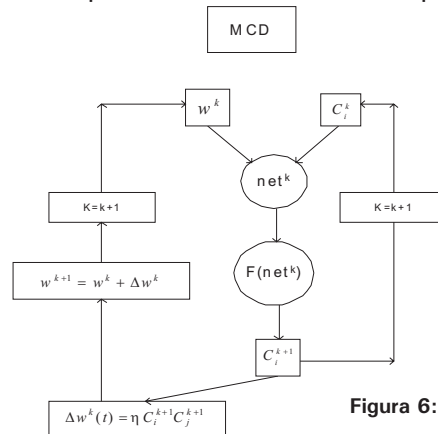 MCD
w^k
C_i^k
net^k
K=k+1
K=k+1
w^{k+1} = w^k + Δw^k
F(net^k)
C_i^{k+1}
Δw^k(t) = η C_i^{k+1} C_j^{k+1}
Figura 6: